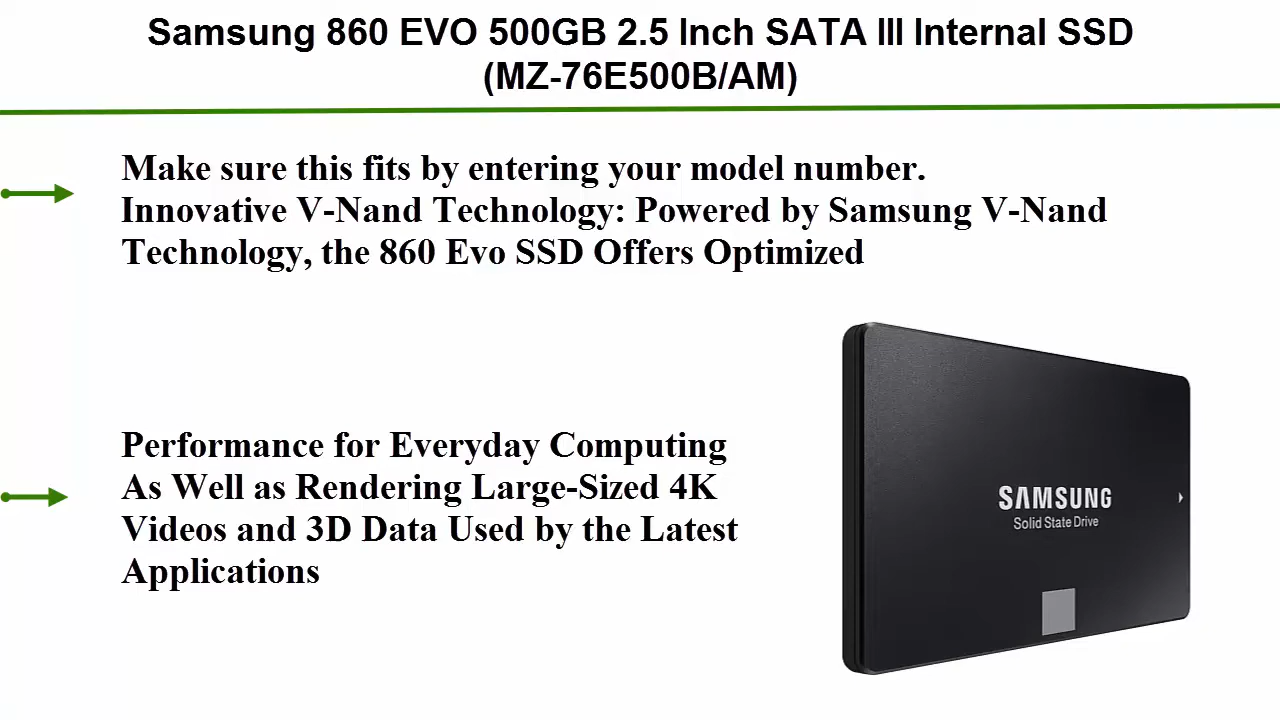 Samsung 860 EVO 500GB 2.5 Inch SATA III Internal SSD
(MZ-76E500B/AM)
Make sure this fits by entering your model number.
Innovative V-Nand Technology: Powered by Samsung V-Nand
Technology, the 860 Evo SSD Offers Optimized
Performance for Everyday Computing
As Well as Rendering Large-Sized 4K
Videos and 3D Data Used by the Latest
Applications
SAMSUNG
Solid State Drive